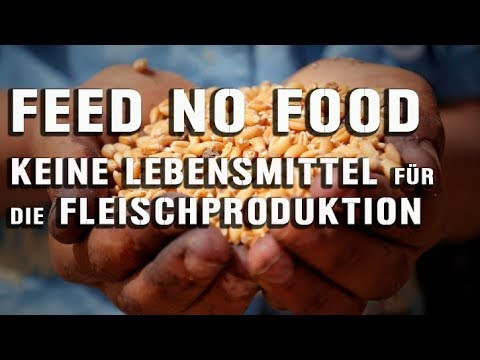 FEED NO FOOD
KEINE LEBENSMITTEL FÜR
DIE FLEISCHPRODUKTION